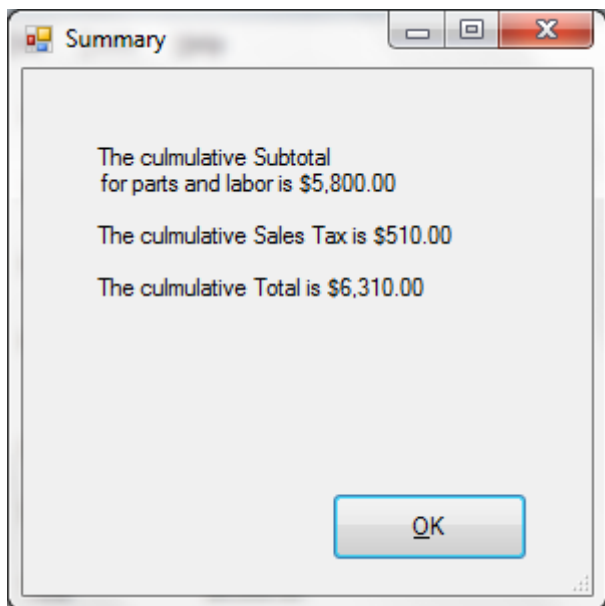 Summary
The culmulative Subtotal
for parts and labor is $5,800.00
The culmulative Sales Tax is $510.00
The culmulative Total is $6,310.00
OK